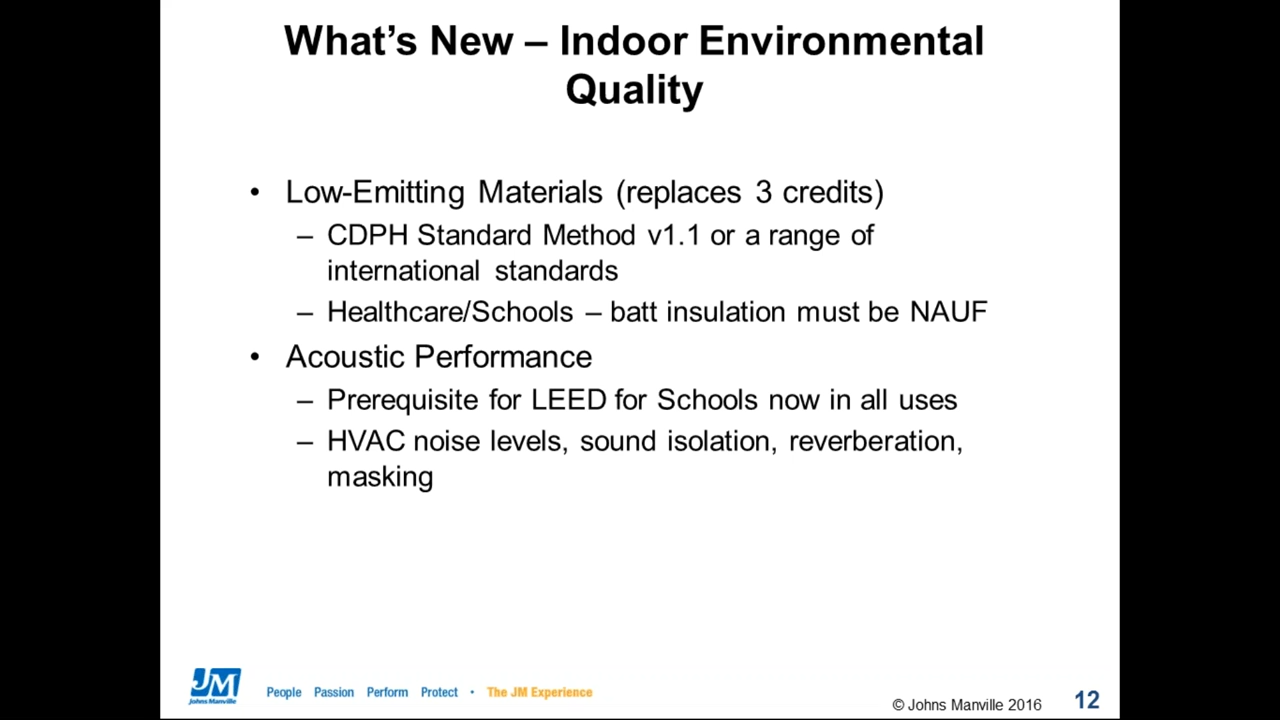 What’s New – Indoor Environmental
Quality
• Low-Emitting Materials (replaces 3 credits)
– CDPH Standard Method v1.1 or a range of
international standards
– Healthcare/Schools – batt insulation must be NAUF
• Acoustic Performance
– Prerequisite for LEED for Schools now in all uses
– HVAC noise levels, sound isolation, reverberation,
masking
JM
Johns Manville
People Passion Perform Protect • The JM Experience
© Johns Manville 2016
12